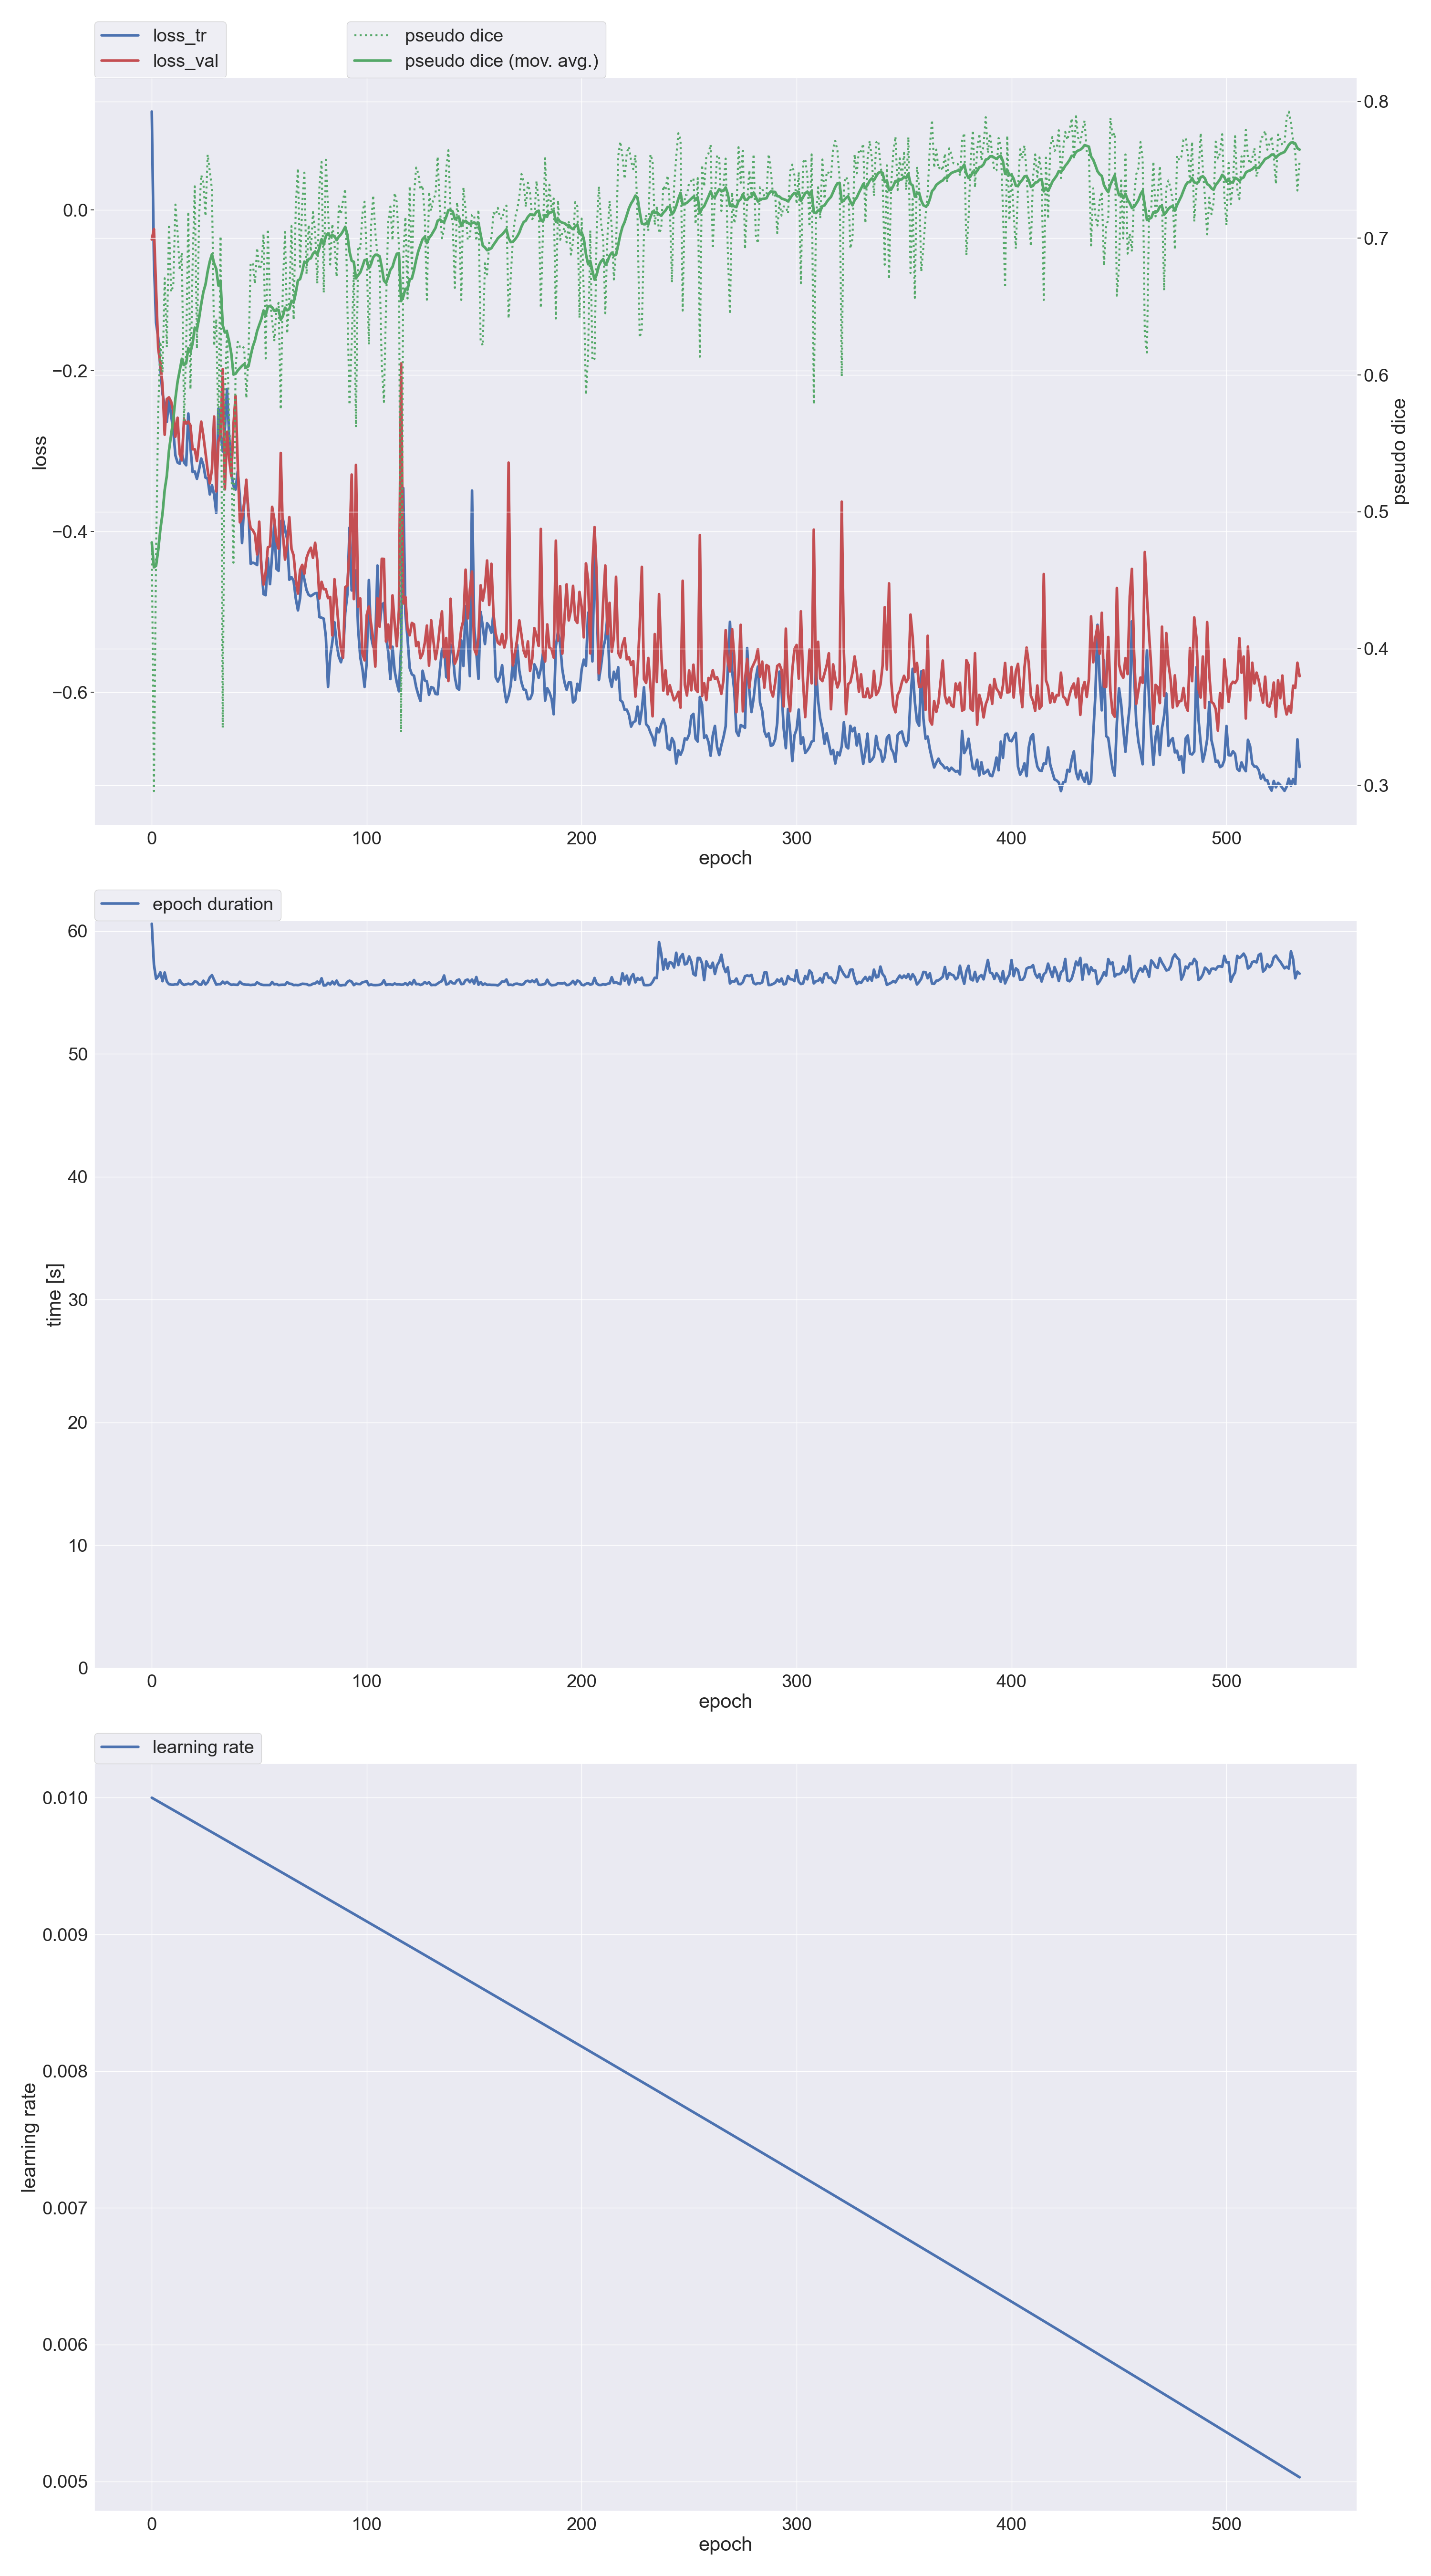 loss_tr
loss_val
pseudo dice
pseudo dice (mov. avg.)
0.0
−0.2
−0.4
−0.6
loss
0.8
0.7
0.6
0.5
0.4
0.3
pseudo dice
0 100 200 300 400 500
epoch
epoch duration
60
50
40
30
20
10
0
time [s]
0 100 200 300 400 500
epoch
learning rate
0.010
0.009
0.008
0.007
0.006
0.005
learning rate
0 100 200 300 400 500
epoch